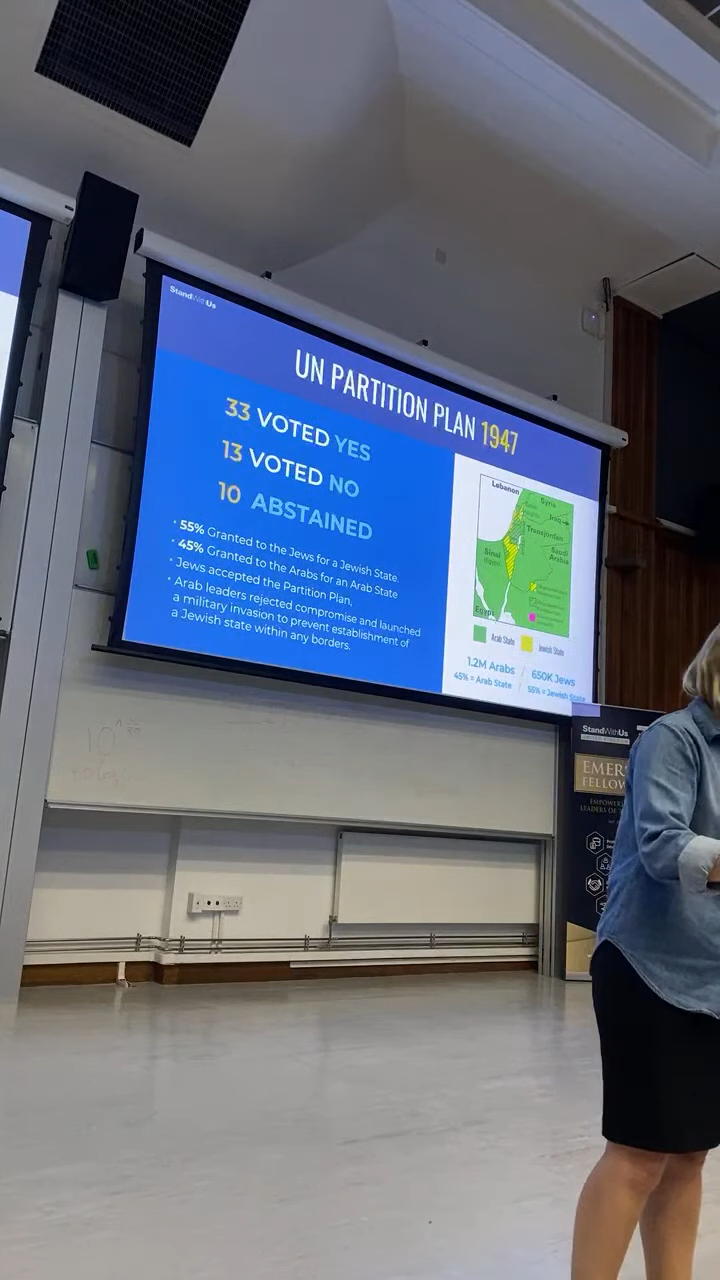 StandWithUs
UN PARTITION PLAN 1947
33 VOTED YES
13 VOTED NO
10 ABSTAINED
• 55% Granted to the Jews for a Jewish State.
• 45% Granted to the Arabs for an Arab State
• Jews accepted the Partition Plan,
• Arab leaders rejected compromise and launched
a military invasion to prevent establishment of
a Jewish state within any borders.
Lebanon
Syria
Iraq
Transjordan
Saudi
Arabia
Sinai
(Egypt)
Egypt
Arab State
Jewish State
1.2M Arabs / 650K Jews
45% = Arab State
55% = Jewish State
StandWithUs
EMER
FELLOW
EMPOWER
LEADERS OF